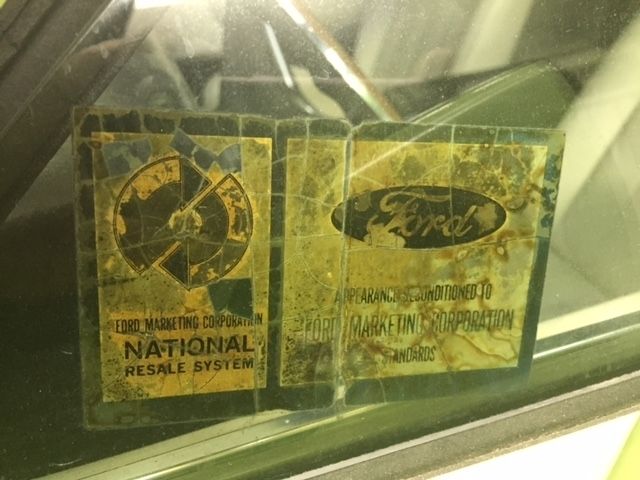 FORD MARKETING CORPORATION
NATIONAL
RESALE SYSTEM
Ford
APPEARANCE RECONDITIONED TO
FORD MARKETING CORPORATION
STANDARDS